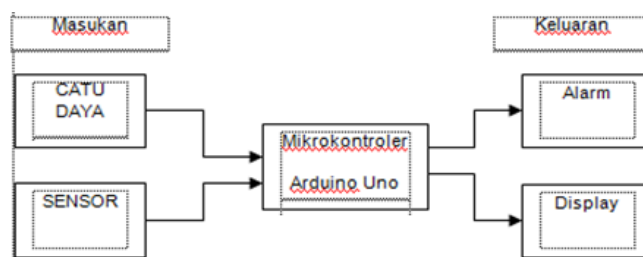 Masukan
Keluaran
CATU
DAYA
Alarm
Mikrokontroler
Arduino Uno
SENSOR
Display